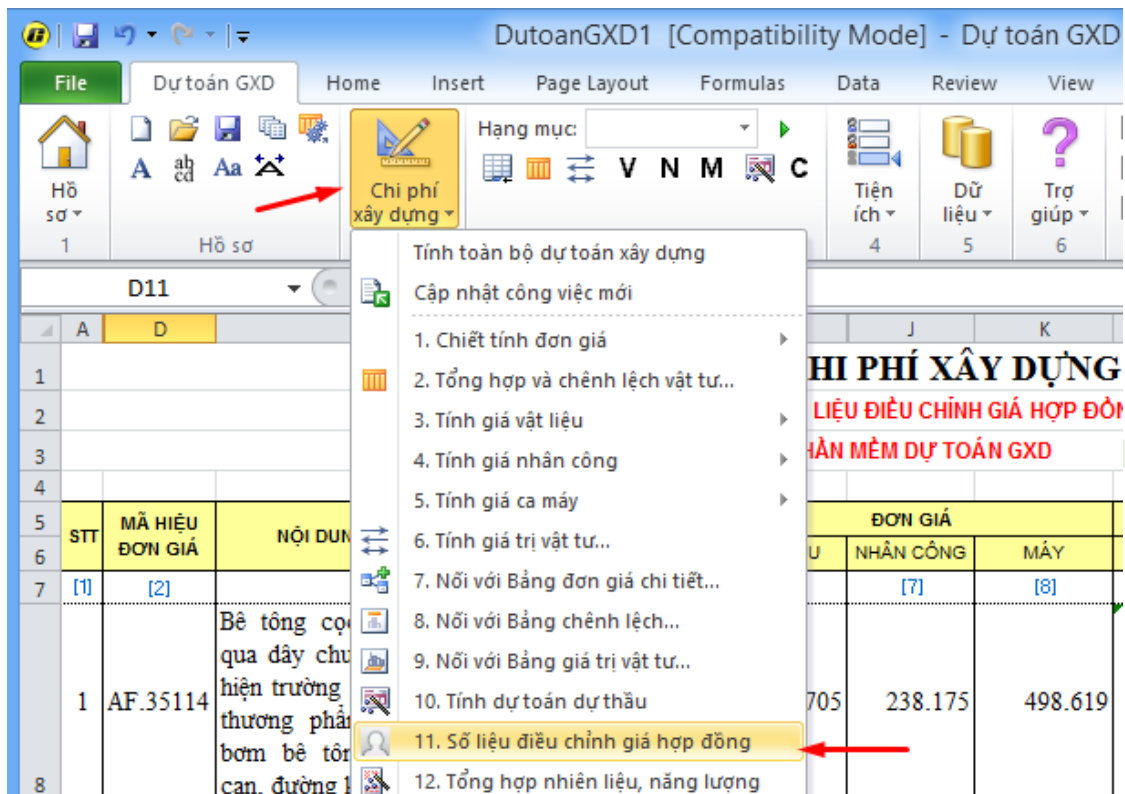 DutoanGXD1 [Compatibility Mode] - Dự toán GXD
File Dự toán GXD Home Insert Page Layout Formulas Data Review View
Hạng mục:
A ab cd Aa A V N M C
Hồ sơ Chi phí xây dựng Tiện ích Dữ liệu Trợ giúp
1 Hồ sơ 4 5 6
D11
Tính toàn bộ dự toán xây dựng
Cập nhật công việc mới
1. Chiết tính đơn giá
2. Tổng hợp và chênh lệch vật tư...
3. Tính giá vật liệu
4. Tính giá nhân công
5. Tính giá ca máy
6. Tính giá trị vật tư...
7. Nối với Bảng đơn giá chi tiết...
8. Nối với Bảng chênh lệch...
9. Nối với Bảng giá trị vật tư...
10. Tính dự toán dự thầu
11. Số liệu điều chỉnh giá hợp đồng
12. Tổng hợp nhiên liệu, năng lượng
A D J K
1 HI PHÍ XÂY DỰNG
2 LIỆU ĐIỀU CHỈNH GIÁ HỢP ĐỒN
3 HẦN MỀM DỰ TOÁN GXD
4
5 STT MÃ HIỆU ĐƠN GIÁ NỘI DUN ĐƠN GIÁ
6 U NHÂN CÔNG MÁY
7 [1] [2] [7] [8]
Bê tông cọ
qua dây chu
hiện trường
1 AF.35114 705 238.175 498.619
thương phẩ
bơm bê tôn
8 cạn, đường k